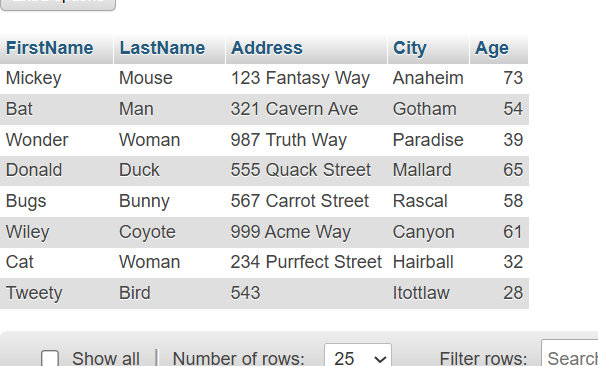 FirstName LastName Address City Age
Mickey Mouse 123 Fantasy Way Anaheim 73
Bat Man 321 Cavern Ave Gotham 54
Wonder Woman 987 Truth Way Paradise 39
Donald Duck 555 Quack Street Mallard 65
Bugs Bunny 567 Carrot Street Rascal 58
Wiley Coyote 999 Acme Way Canyon 61
Cat Woman 234 Purrfect Street Hairball 32
Tweety Bird 543 Itottlaw 28
Show all | Number of rows: 25 Filter rows: Search